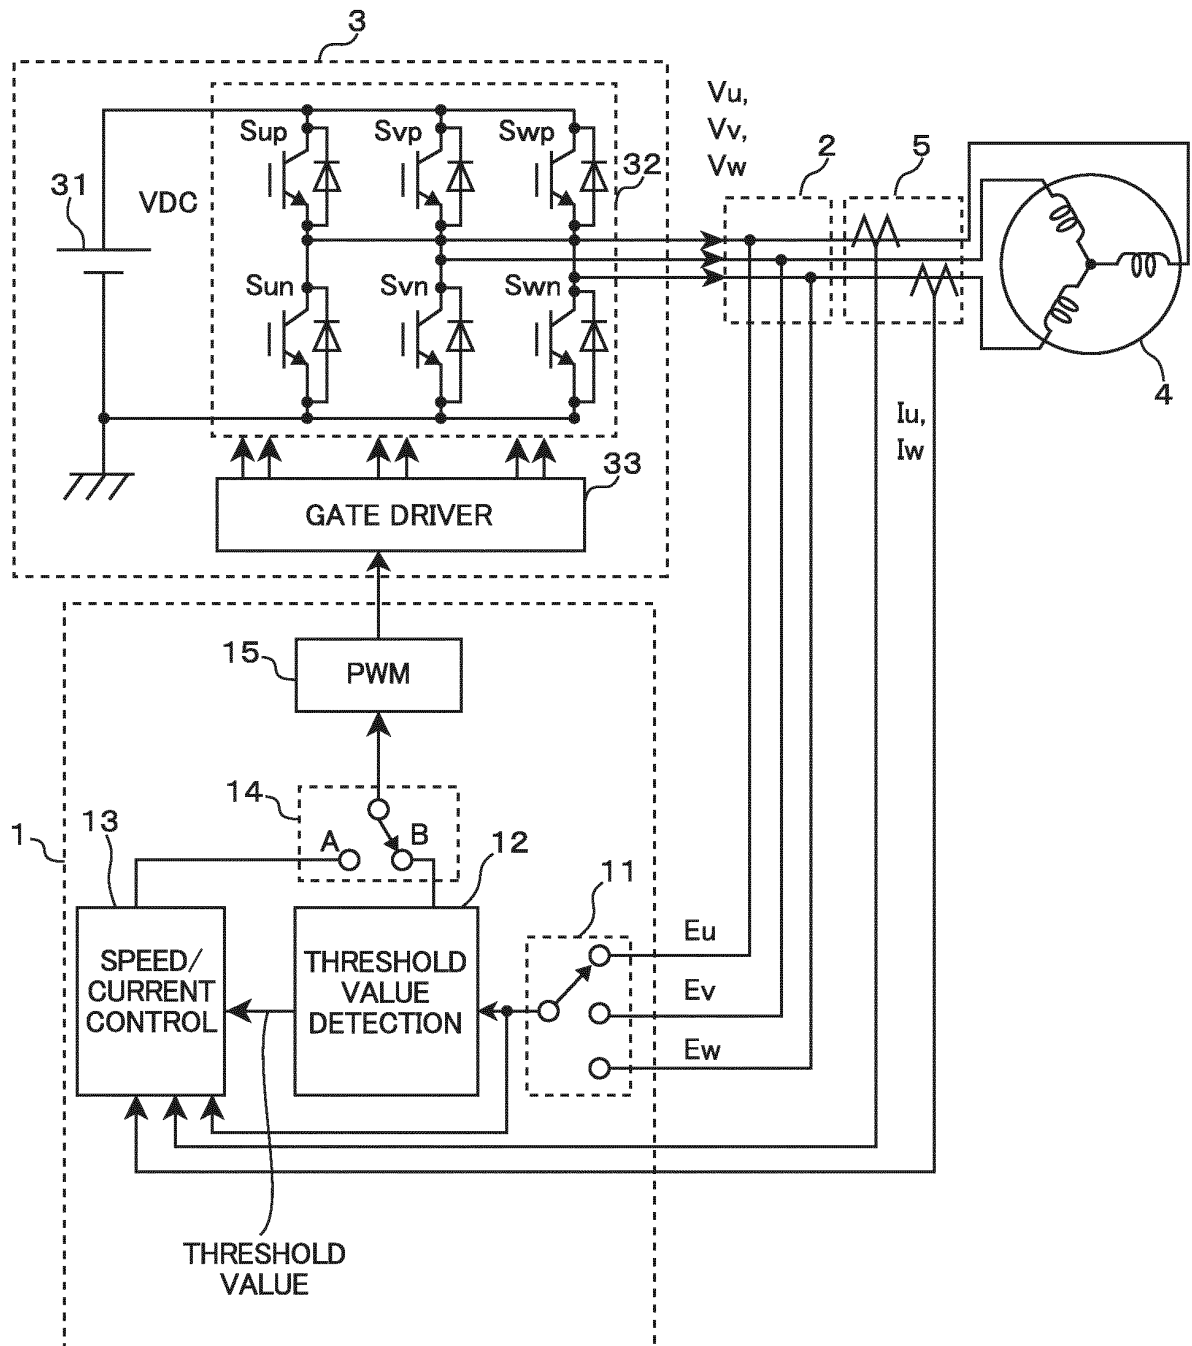 3
Vu,
Vv,
Vw
Sup
Svp
Swp
2
5
32
31
VDC
Sun
Svn
Swn
4
Iu,
Iw
33
GATE DRIVER
15
PWM
14
13
A
B
12
1
11
SPEED/
CURRENT
CONTROL
THRESHOLD
VALUE
DETECTION
Eu
Ev
Ew
THRESHOLD
VALUE